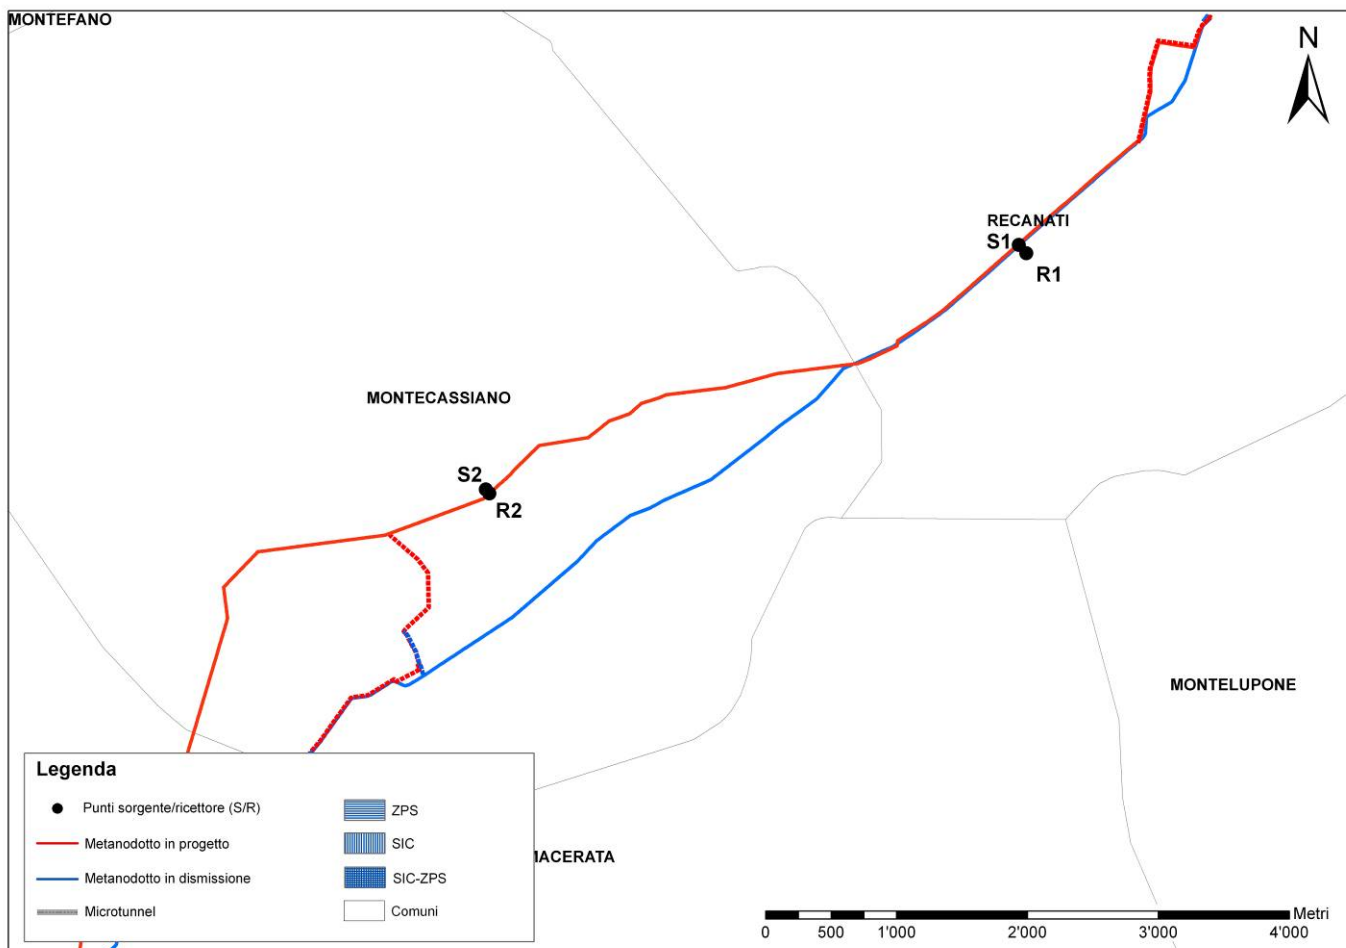 MONTEFANO
N
RECANATI
S1
R1
MONTECASSIANO
S2
R2
MONTELUPONE
MACERATA
Legenda
Punti sorgente/ricettore (S/R)
Metanodotto in progetto
Metanodotto in dismissione
Microtunnel
ZPS
SIC
SIC-ZPS
Comuni
Metri
0 500 1'000 2'000 3'000 4'000